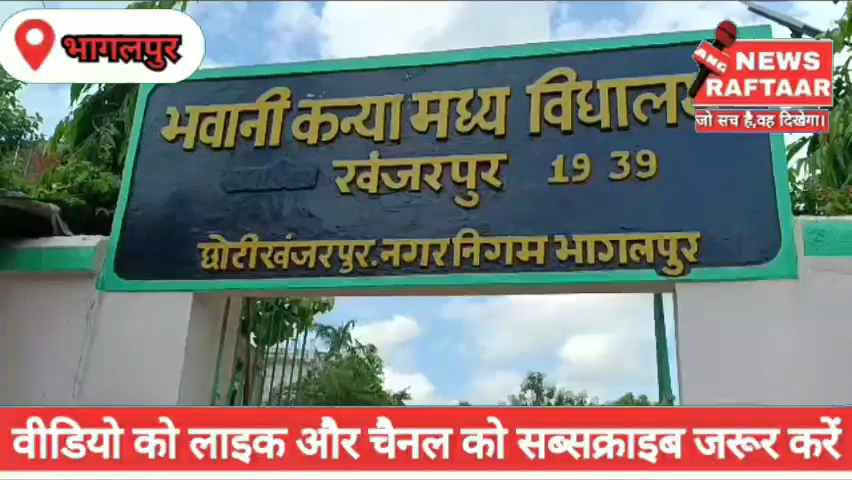 भागलपुर
ANG
NEWS
RAFTAAR
जो सच है,वह दिखेगा।
भवानी कन्या मध्य विद्यालय
खंजरपुर 19 39
छोटीखंजरपुर.नगर निगम भागलपुर
वीडियो को लाइक और चैनल को सब्सक्राइब जरूर करें